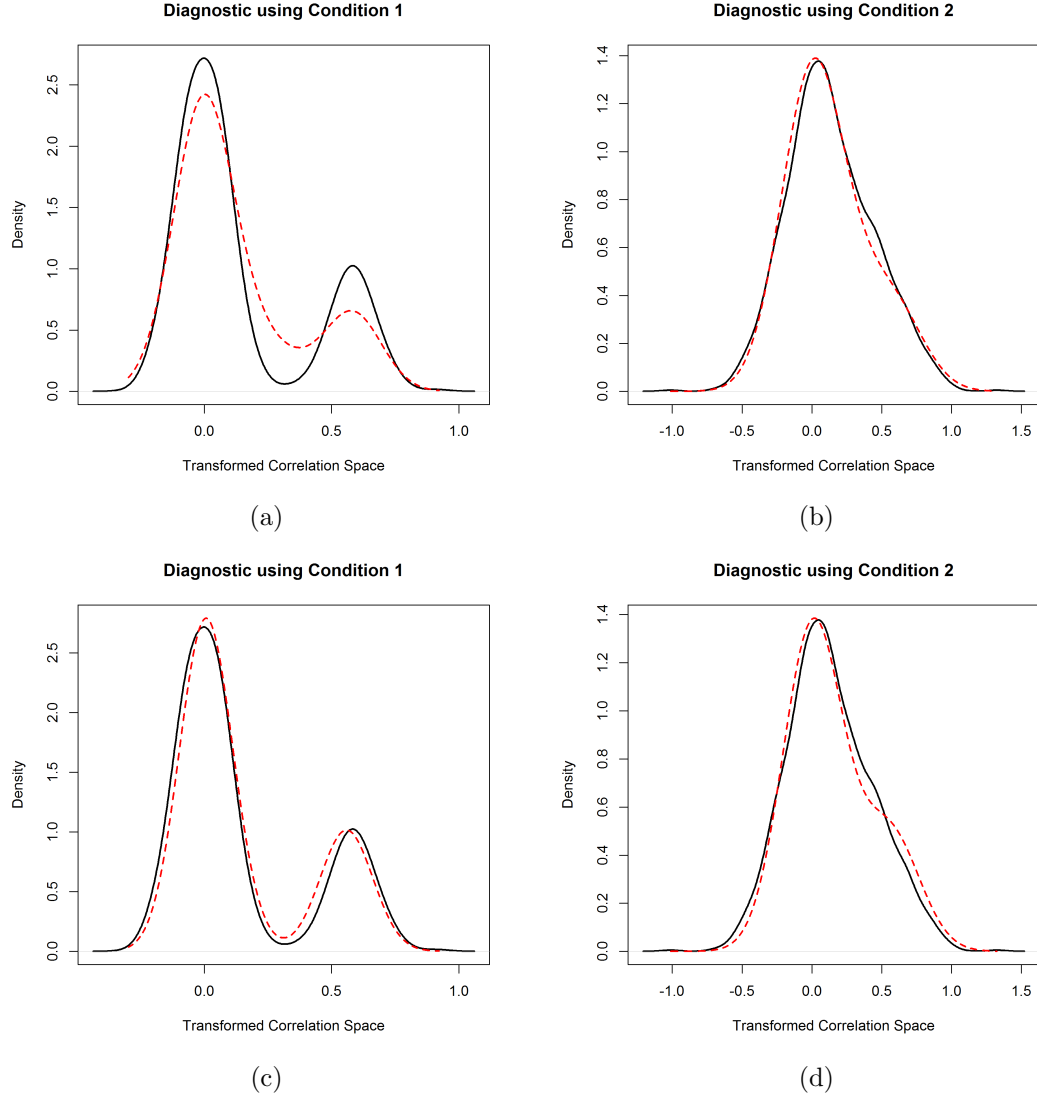 Diagnostic using Condition 1
Density
0.0 0.5 1.0 1.5 2.0 2.5
0.0 0.5 1.0
Transformed Correlation Space
(a)
Diagnostic using Condition 2
Density
0.0 0.2 0.4 0.6 0.8 1.0 1.2 1.4
-1.0 -0.5 0.0 0.5 1.0 1.5
Transformed Correlation Space
(b)
Diagnostic using Condition 1
Density
0.0 0.5 1.0 1.5 2.0 2.5
0.0 0.5 1.0
Transformed Correlation Space
(c)
Diagnostic using Condition 2
Density
0.0 0.2 0.4 0.6 0.8 1.0 1.2 1.4
-1.0 -0.5 0.0 0.5 1.0 1.5
Transformed Correlation Space
(d)